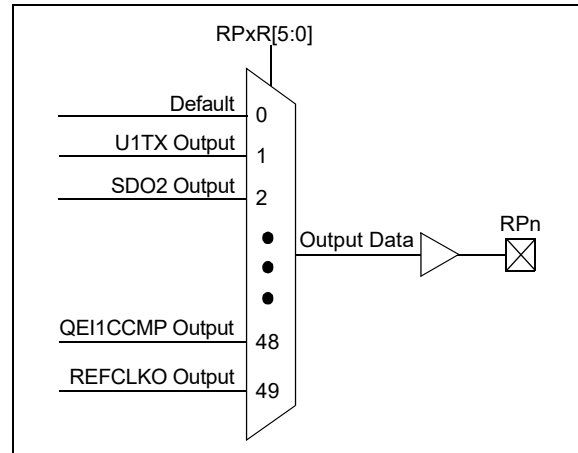 RPxR[5:0]
Default
0
U1TX Output
1
SDO2 Output
2
Output Data
RPn
QEI1CCMP Output
48
REFCLKO Output
49